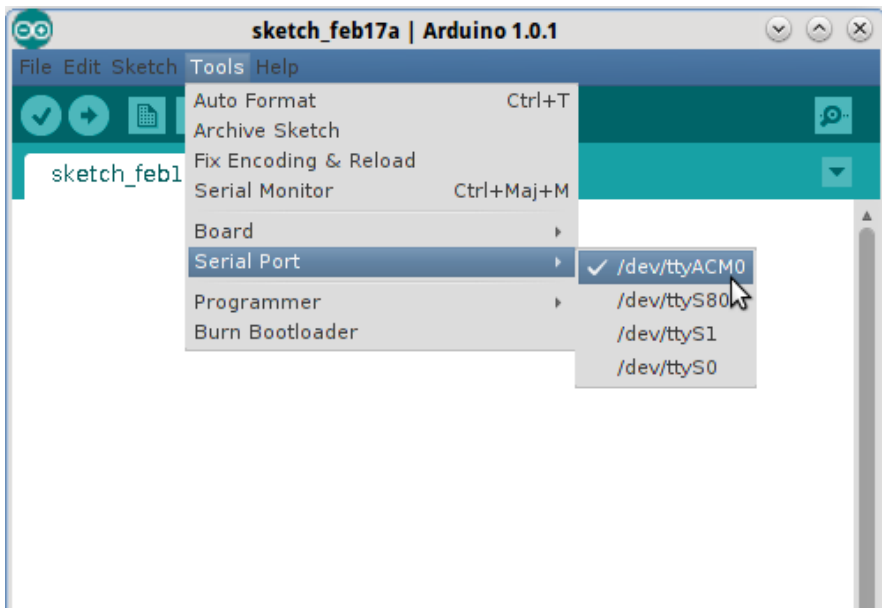 sketch_feb17a | Arduino 1.0.1
File Edit Sketch Tools Help
sketch_feb1
Auto Format Ctrl+T
Archive Sketch
Fix Encoding & Reload
Serial Monitor Ctrl+Maj+M
Board
Serial Port
Programmer
Burn Bootloader
/dev/ttyACM0
/dev/ttyS80
/dev/ttyS1
/dev/ttyS0